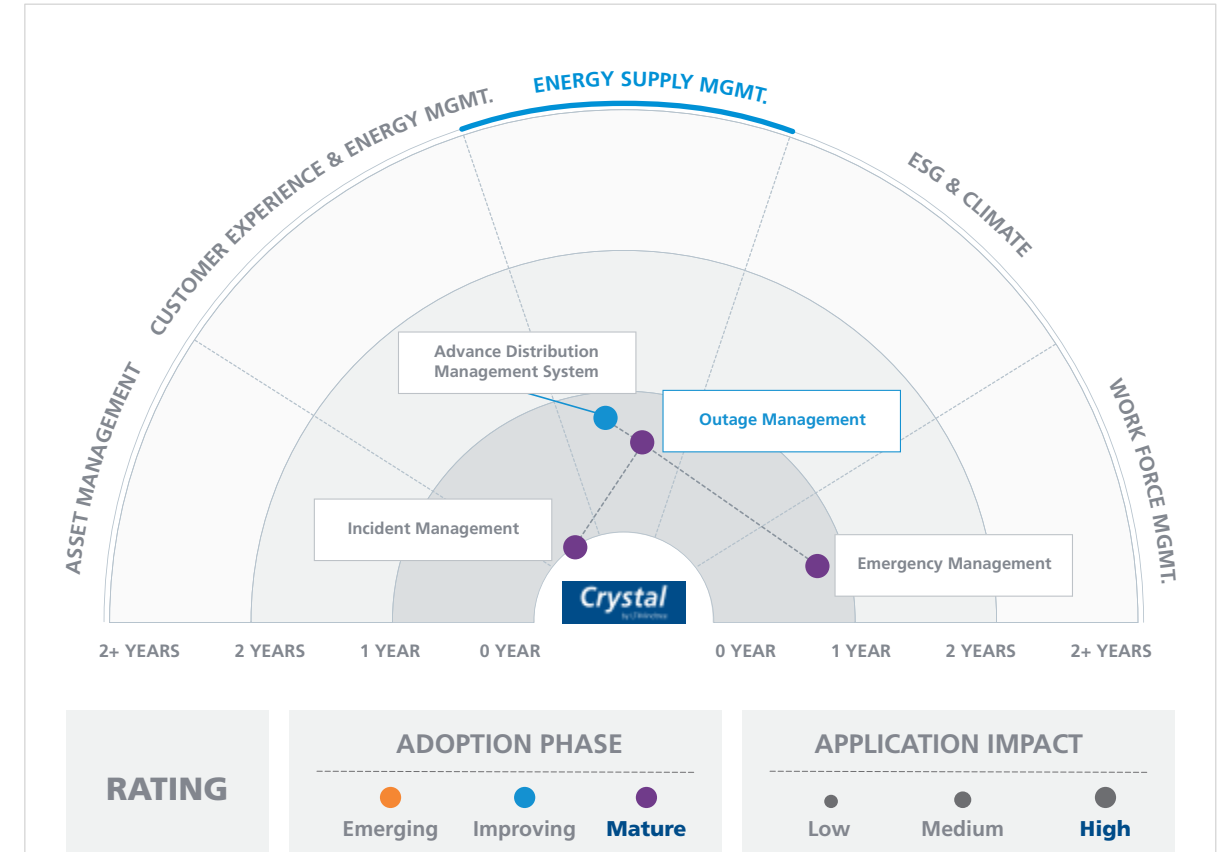 ENERGY SUPPLY MGMT.
CUSTOMER EXPERIENCE & ENERGY MGMT.
ESG & CLIMATE
ASSET MANAGEMENT
WORK FORCE MGMT.
Advance Distribution
Management System
Outage Management
Incident Management
Emergency Management
Crystal
2+ YEARS 2 YEARS 1 YEAR 0 YEAR 0 YEAR 1 YEAR 2 YEARS 2+ YEARS
RATING
ADOPTION PHASE
Emerging Improving Mature
APPLICATION IMPACT
Low Medium High